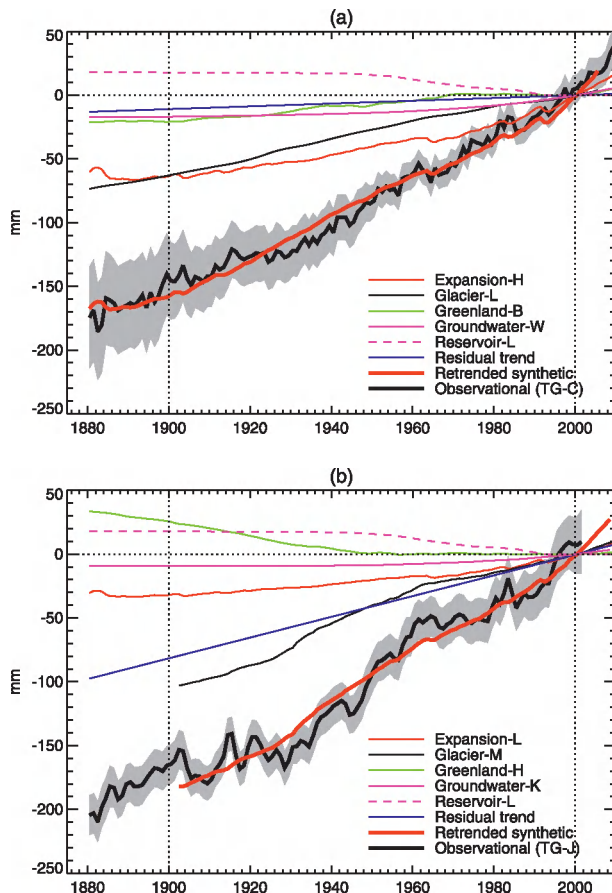 (a)
50
0
-50
-100
-150
-200
-250
mm
Expansion-H
Glacier-L
Greenland-B
Groundwater-W
Reservoir-L
Residual trend
Retrended synthetic
Observational (TG-C)
1880 1900 1920 1940 1960 1980 2000
(b)
50
0
-50
-100
-150
-200
-250
mm
Expansion-L
Glacier-M
Greenland-H
Groundwater-K
Reservoir-L
Residual trend
Retrended synthetic
Observational (TG-J)
1880 1900 1920 1940 1960 1980 2000